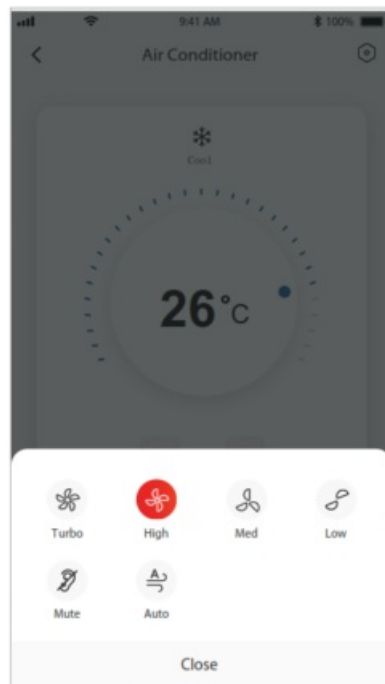 9:41 AM 100%
Air Conditioner
Cool
26°C
Turbo High Med Low
Mute Auto
Close